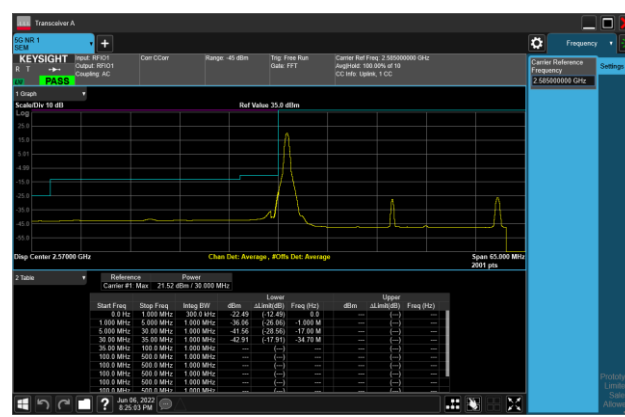 Transceiver A
5G NR 1
SEM
Frequency
KEYSIGHT
R T
PASS
Input: RFIO1
Output: RFIO1
Coupling: AC
Corr CCorr
Range: -45 dBm
Trig: Free Run
Gate: FFT
Carrier Ref Freq: 2.585000000 GHz
Avg|Hold: 100.00% of 10
CC Info: Uplink, 1 CC
Carrier Reference Frequency
2.585000000 GHz
Settings
1 Graph
Scale/Div 10 dB
Ref Value 35.0 dBm
Log
25.0
15.0
5.01
-4.99
-15.0
-25.0
-35.0
-45.0
-55.0
Disp Center 2.57000 GHz
Chan Det: Average , #Offs Det: Average
Span 65.000 MHz
2001 pts
2 Table
Reference Power
Carrier #1 Max 21.52 dBm / 30.000 MHz
Lower Upper
Start Freq Stop Freq Integ BW dBm ΔLimit(dB) Freq (Hz) dBm ΔLimit(dB) Freq (Hz)
0.0 Hz 1.000 MHz 300.0 kHz -22.49 (-12.49) 0.0 --- (---) ---
1.000 MHz 5.000 MHz 1.000 MHz -36.06 (-26.06) -1.000 M --- (---) ---
5.000 MHz 30.00 MHz 1.000 MHz -41.56 (-28.56) -17.00 M --- (---) ---
30.00 MHz 35.00 MHz 1.000 MHz -42.91 (-17.91) -34.70 M --- (---) ---
35.00 MHz 100.0 MHz 1.000 MHz --- (---) --- --- (---) ---
100.0 MHz 500.0 MHz 1.000 MHz --- (---) --- --- (---) ---
100.0 MHz 500.0 MHz 1.000 MHz --- (---) --- --- (---) ---
100.0 MHz 500.0 MHz 1.000 MHz --- (---) --- --- (---) ---
100.0 MHz 500.0 MHz 1.000 MHz --- (---) --- --- (---) ---
Jun 06, 2022
8:25:03 PM